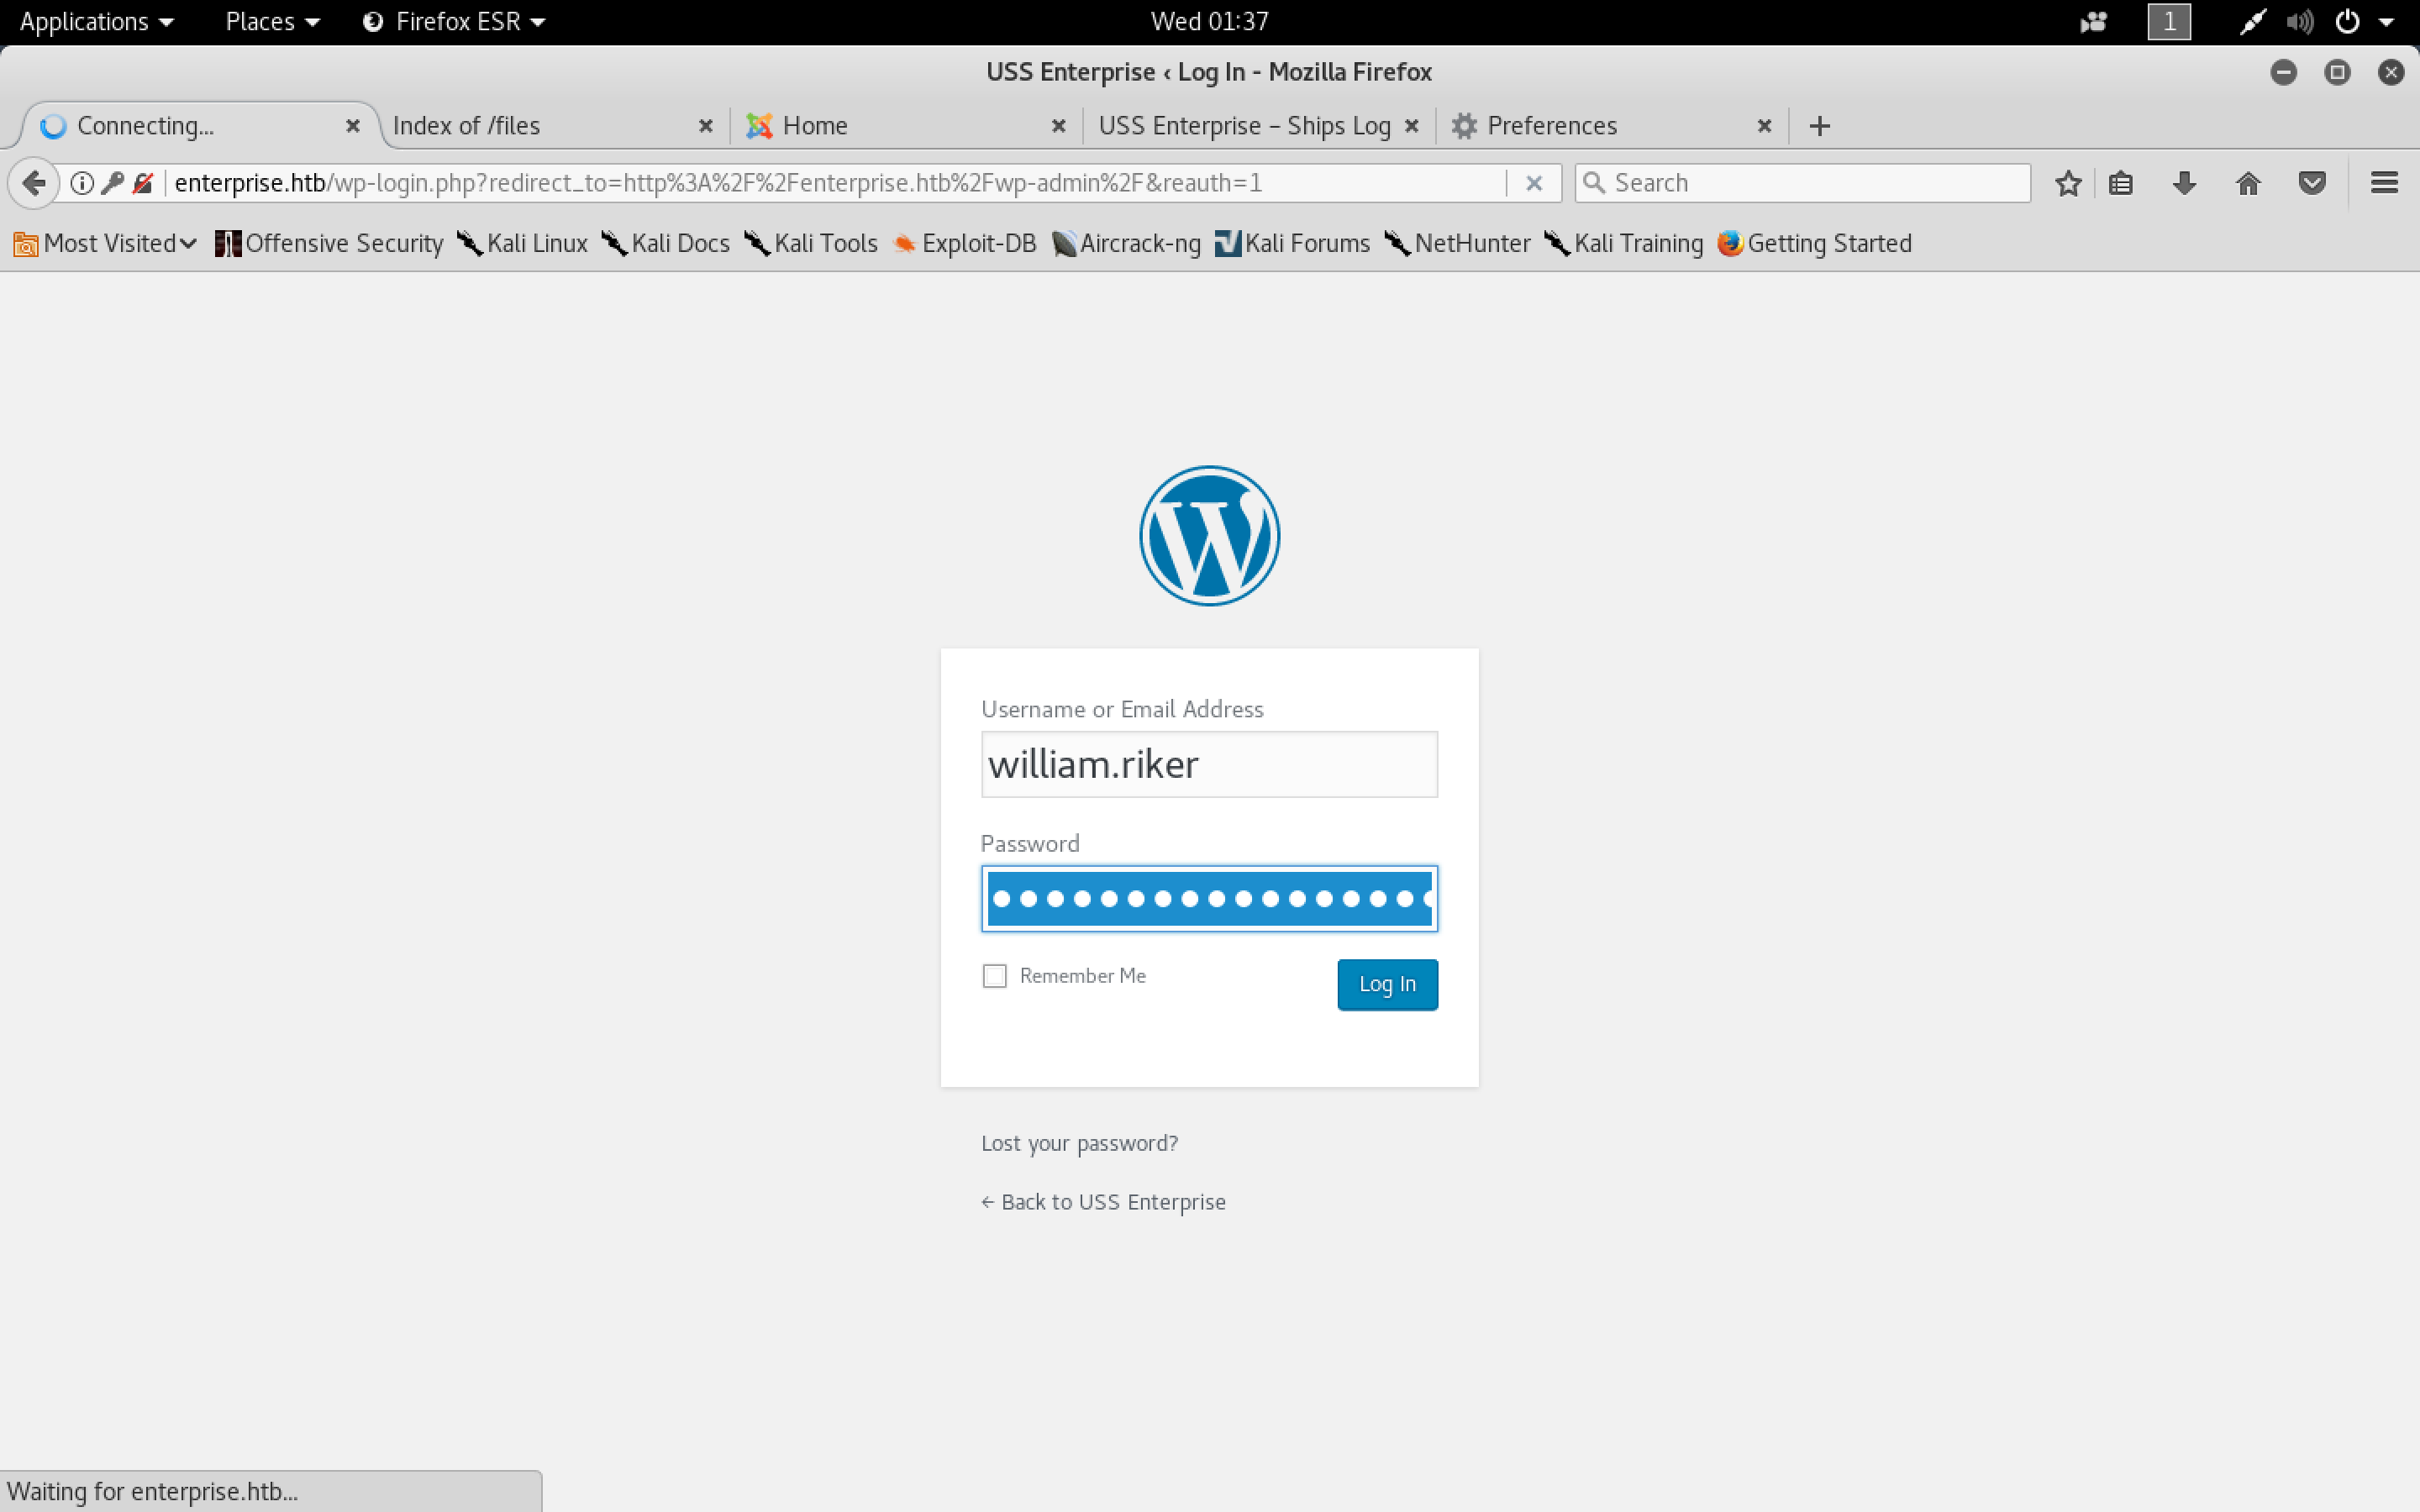 Applications Places Firefox ESR Wed 01:37 1
USS Enterprise ‹ Log In - Mozilla Firefox
Connecting... Index of /files Home USS Enterprise – Ships Log Preferences
enterprise.htb/wp-login.php?redirect_to=http%3A%2F%2Fenterprise.htb%2Fwp-admin%2F&reauth=1 Search
Most Visited Offensive Security Kali Linux Kali Docs Kali Tools Exploit-DB Aircrack-ng Kali Forums NetHunter Kali Training Getting Started
Username or Email Address
william.riker
Password
Remember Me Log In
Lost your password?
← Back to USS Enterprise
Waiting for enterprise.htb...